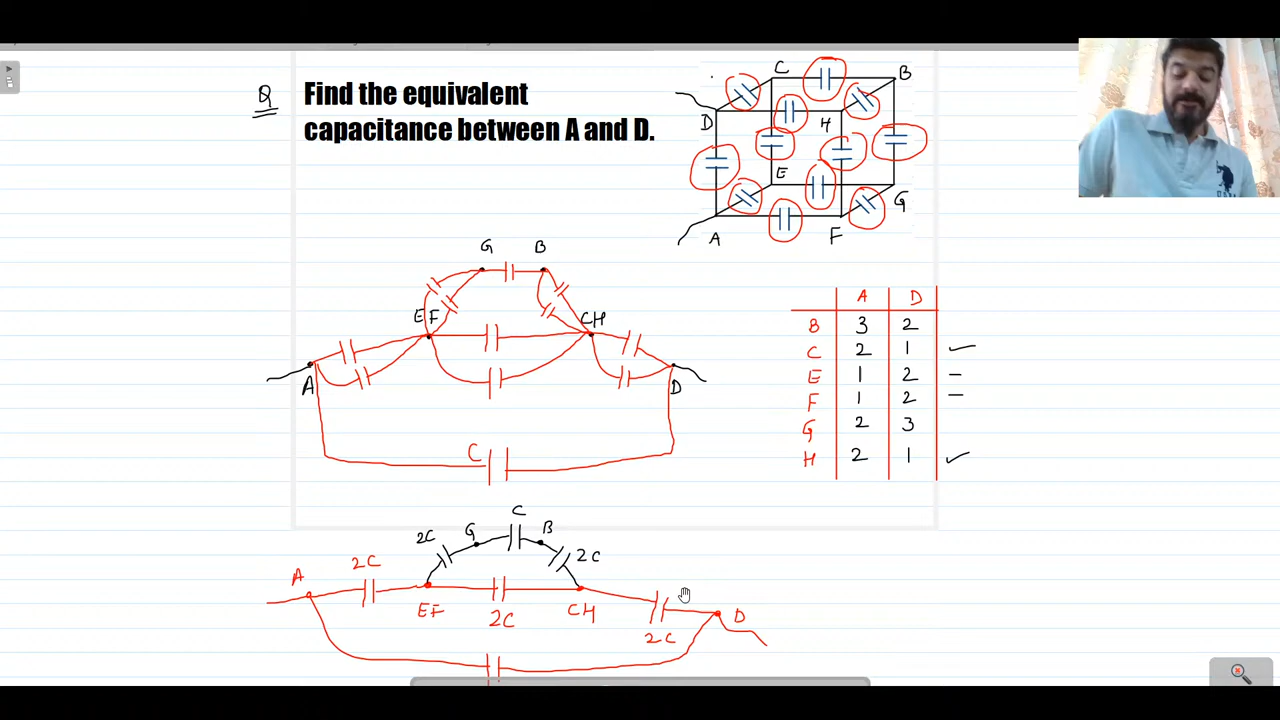 Q
Find the equivalent
capacitance between A and D.
C B
D H
E G
A F
G B
EF CH
A D
C
A D
B 3 2
C 2 1 ✓
E 1 2 –
F 1 2 –
G 2 3
H 2 1 ✓
C
2C G B 2C
A 2C
EF 2C CH 2C D